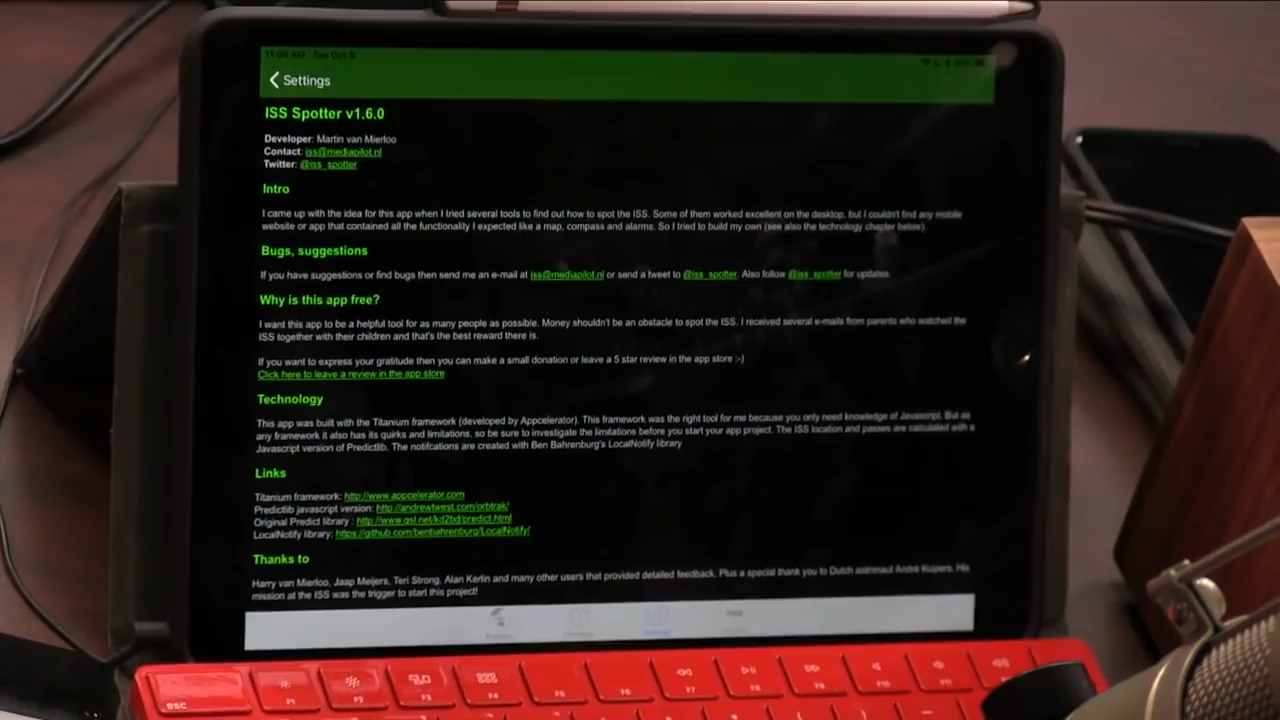 11:06 AM Tue Oct 9
Settings
ISS Spotter v1.6.0
Developer: Martin van Mierloo
Contact: iss@mediapilot.nl
Twitter: @iss_spotter
Intro
I came up with the idea for this app when I tried several tools to find out how to spot the ISS. Some of them worked excellent on the desktop, but I couldn't find any mobile
website or app that contained all the functionality I expected like a map, compass and alarms. So I tried to build my own (see also the technology chapter below).
Bugs, suggestions
If you have suggestions or find bugs then send me an e-mail at iss@mediapilot.nl or send a tweet to @iss_spotter. Also follow @iss_spotter for updates
Why is this app free?
I want this app to be a helpful tool for as many people as possible. Money shouldn't be an obstacle to spot the ISS. I received several e-mails from parents who watched the
ISS together with their children and that's the best reward there is.
If you want to express your gratitude then you can make a small donation or leave a 5 star review in the app store :-)
Click here to leave a review in the app store
Technology
This app was built with the Titanium framework (developed by Appcelerator). This framework was the right tool for me because you only need knowledge of Javascript. But as
any framework it also has its quirks and limitations, so be sure to investigate the limitations before you start your app project. The ISS location and passes are calculated with a
Javascript version of Predictlib. The notifcations are created with Ben Bahrenburg's LocalNotify library
Links
Titanium framework: http://www.appcelerator.com
Predictlib javascript version: http://andrewtwest.com/orbtrak/
Original Predict library : http://www.qsl.net/kd2bd/predict.html
LocalNotify library: https://github.com/benbahrenburg/LocalNotify/
Thanks to
Harry van Mierloo, Jaap Meijers, Teri Strong, Alan Kerlin and many other users that provided detailed feedback. Plus a special thank you to Dutch astronaut André Kuipers. His
mission at the ISS was the trigger to start this project!
esc F1 F2 F3 F4 F5 F6 F7 F8 F9 F10 F11